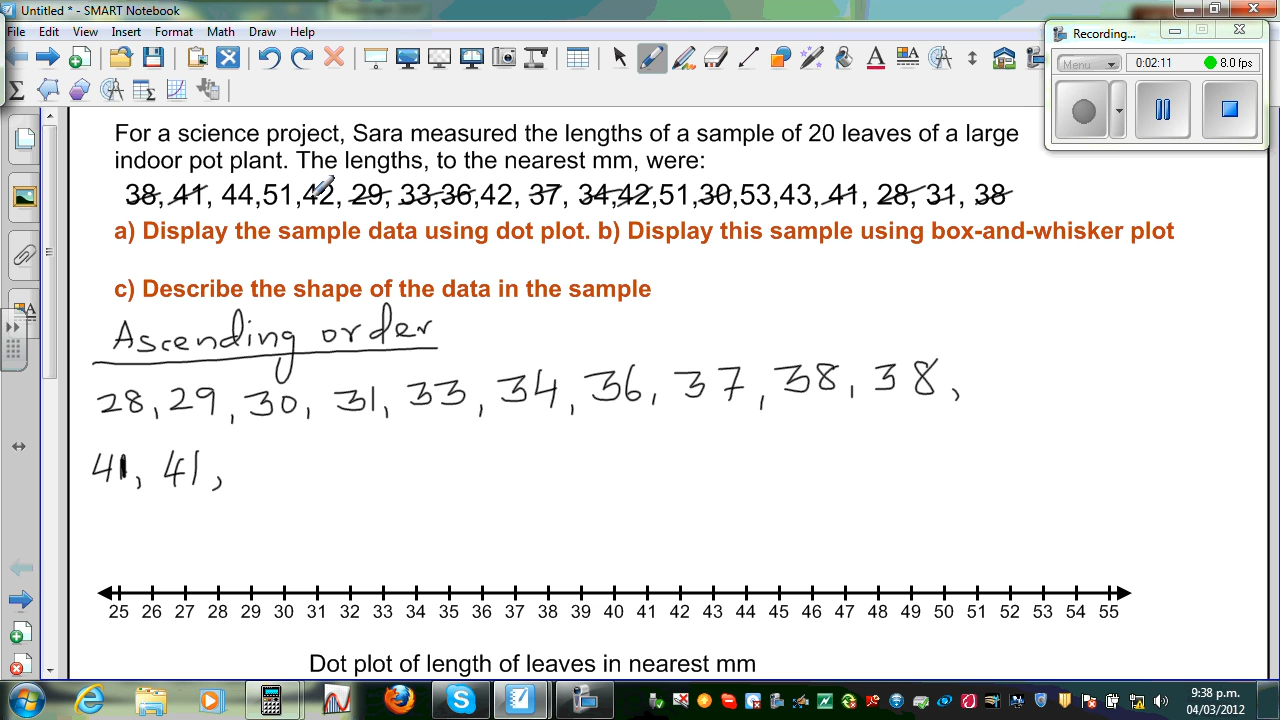 Untitled * - SMART Notebook
File Edit View Insert Format Math Draw Help
Recording...
Menu 0:02:11 8.0 fps
For a science project, Sara measured the lengths of a sample of 20 leaves of a large
indoor pot plant. The lengths, to the nearest mm, were:
38, 41, 44,51,42, 29, 33,36,42, 37, 34,42,51,30,53,43, 41, 28, 31, 38
a) Display the sample data using dot plot. b) Display this sample using box-and-whisker plot
c) Describe the shape of the data in the sample
Ascending order
28, 29, 30, 31, 33, 34, 36, 37, 38, 38,
41, 41,
25 26 27 28 29 30 31 32 33 34 35 36 37 38 39 40 41 42 43 44 45 46 47 48 49 50 51 52 53 54 55
Dot plot of length of leaves in nearest mm
9:38 p.m.
04/03/2012